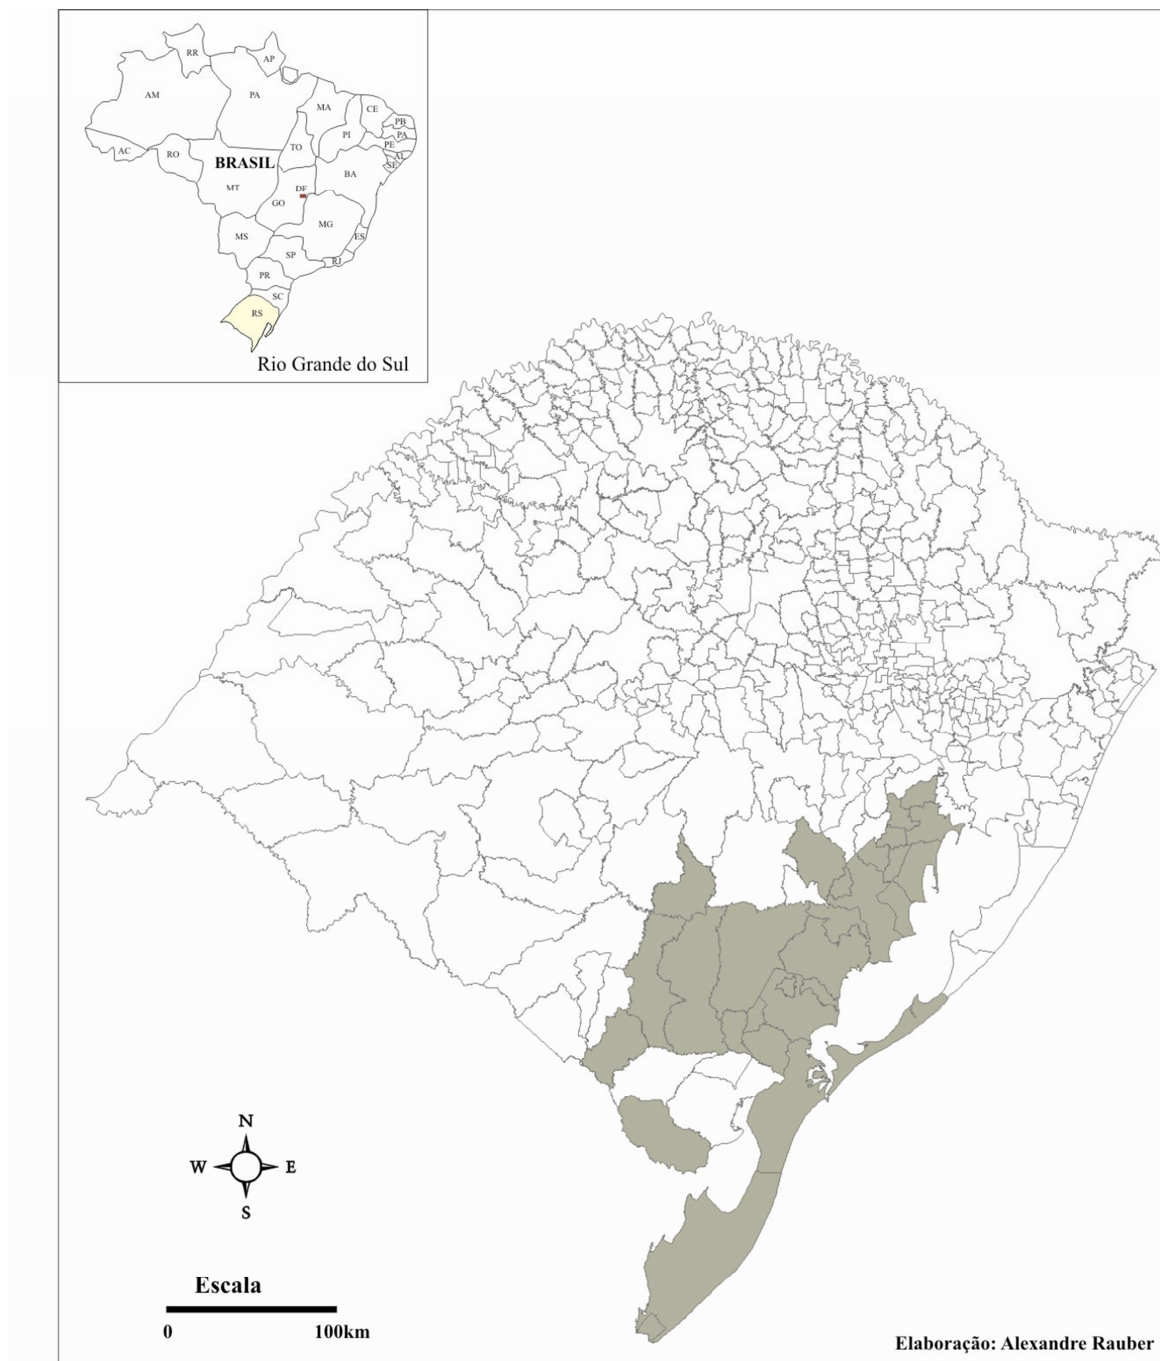 RR
AP
AM
PA
MA
CE
PB
PA
PE
AL
SE
PI
TO
AC
RO
BRASIL
MT
BA
DF
GO
MG
ES
MS
SP
RJ
PR
SC
RS
Rio Grande do Sul
N
W
E
S
Escala
0
100km
Elaboração: Alexandre Rauber